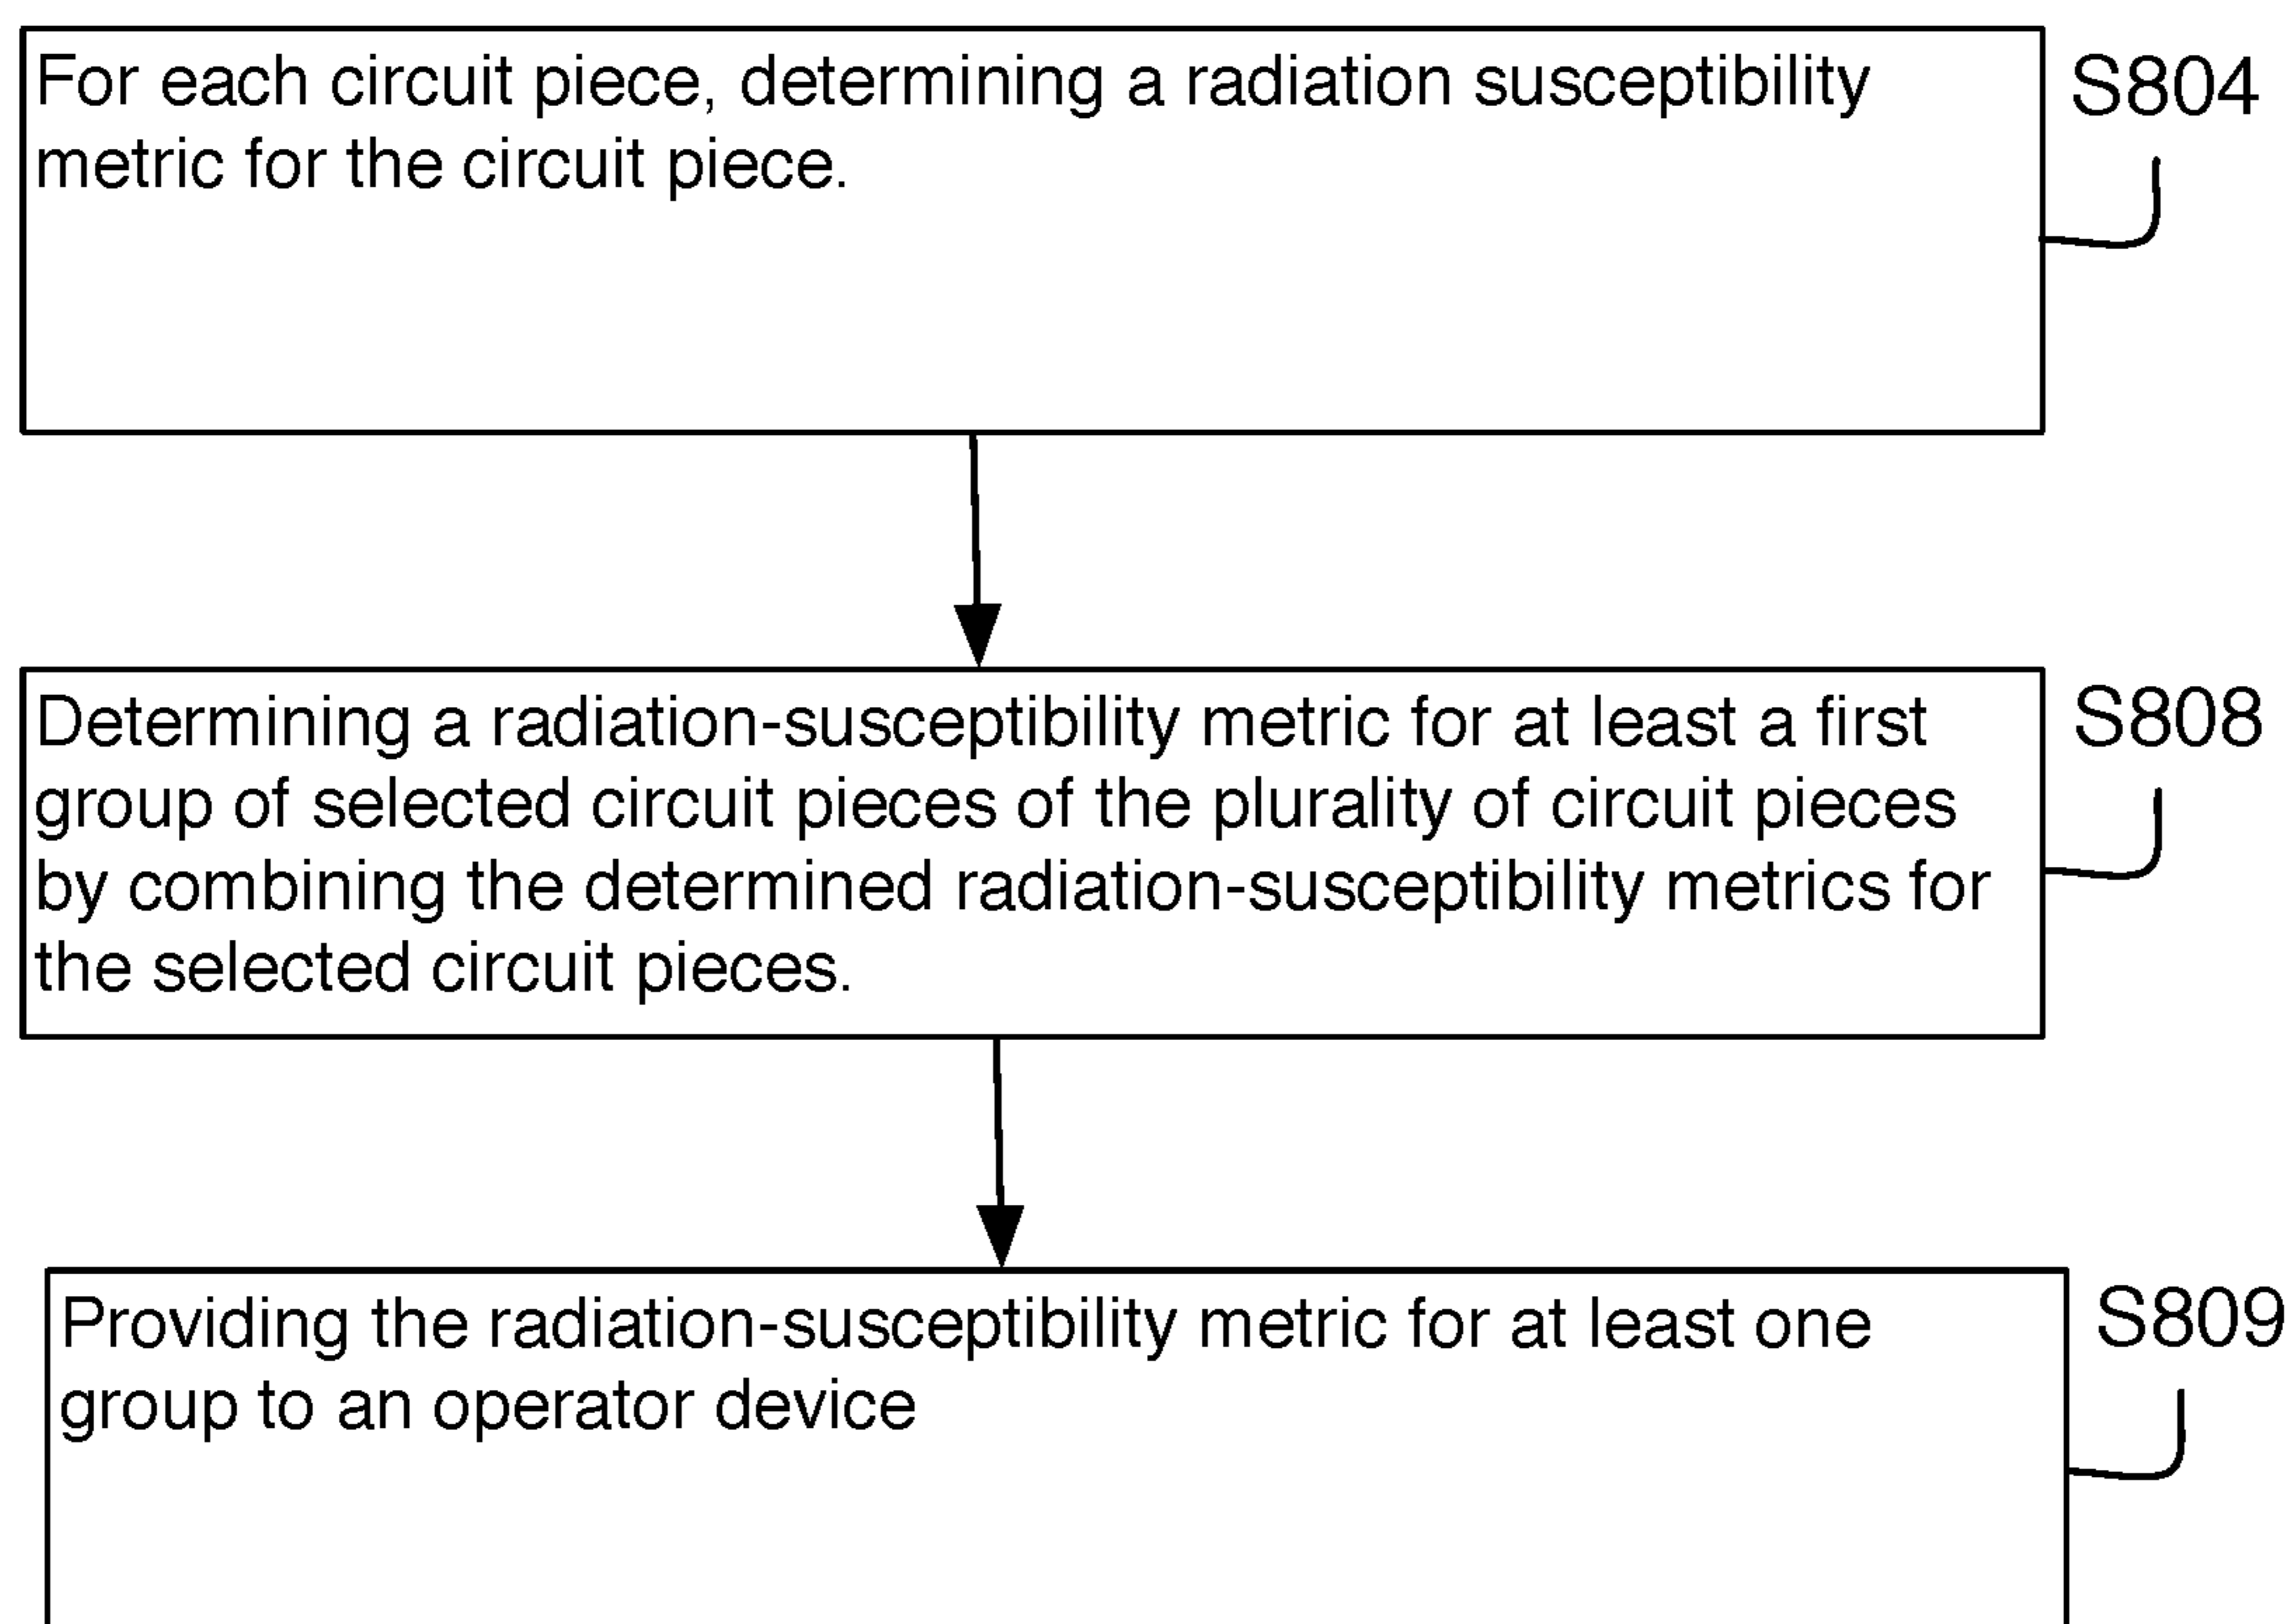 For each circuit piece, determining a radiation susceptibility
metric for the circuit piece.
S804
Determining a radiation-susceptibility metric for at least a first
group of selected circuit pieces of the plurality of circuit pieces
by combining the determined radiation-susceptibility metrics for
the selected circuit pieces.
S808
Providing the radiation-susceptibility metric for at least one
group to an operator device
S809